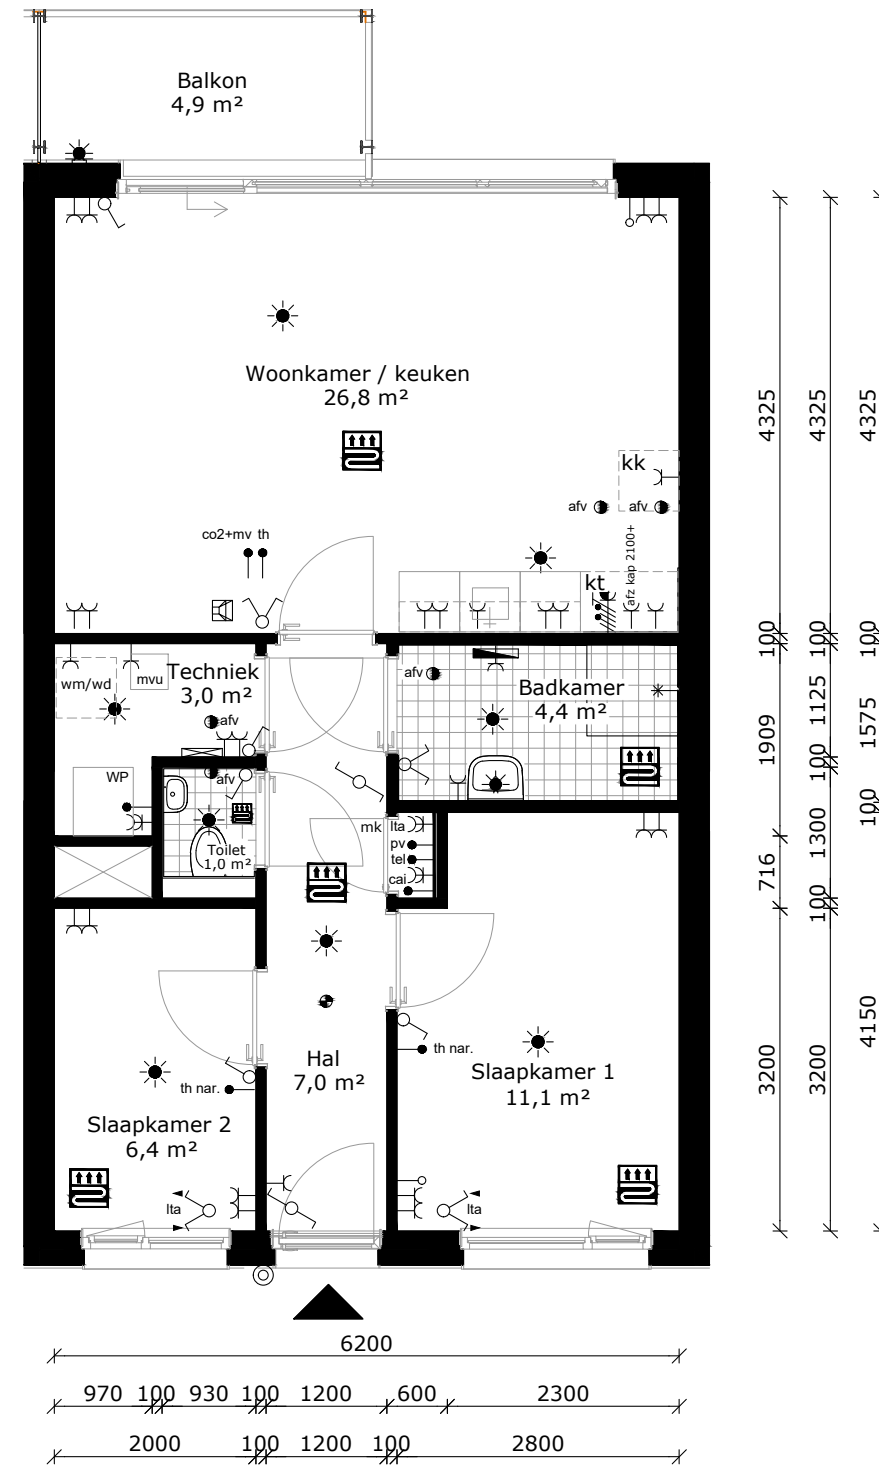 Balkon
4,9 m²
Woonkamer / keuken
26,8 m²
kk
afv
afv
afz kap 2100+
co2+mv th
kt
Techniek
3,0 m²
wm/wd
mvu
afv
WP
afv
Badkamer
4,4 m²
afv
Toilet
1,0 m²
mk
lta
pv
tel
cai
Hal
7,0 m²
th nar.
Slaapkamer 1
11,1 m²
th nar.
Slaapkamer 2
6,4 m²
lta
lta
4325
100
1909
716
3200
4325
100
1125
100
1300
100
3200
4325
100
1575
100
4150
6200
970 100 930 100 1200 600 2300
2000 100 1200 100 2800